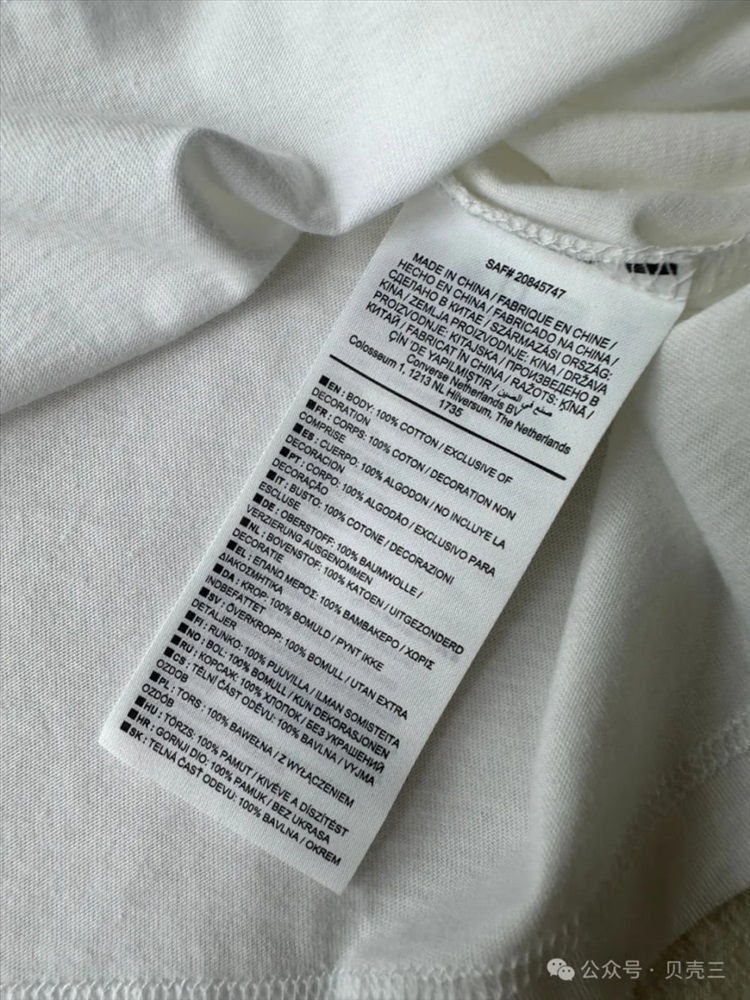 SAF# 20845747
MADE IN CHINA / FABRIQUE EN CHINE /
HECHO EN CHINA / FABRICADO NA CHINA /
СДЕЛАНО В КИТАЕ / SZÁRMAZÁSI ORSZÁG:
KÍNA / ZEMLJA PROIZVODNJE: KINA / DRŽAVA
PROIZVODNJE: KITAJSKA / ПРОИЗВЕДЕНО В
КИТАЙ / FABRICAT ÎN CHINA / RAŽOTS: ĶĪNĀ /
ÇİN 'DE YAPILMIŞTIR / صنع في الصين
Converse Netherlands BV
Colosseum 1, 1213 NL Hilversum, The Netherlands
1735
EN : BODY: 100% COTTON / EXCLUSIVE OF
DECORATION
FR : CORPS: 100% COTON / DECORATION NON
COMPRISE
ES : CUERPO: 100% ALGODON / NO INCLUYE LA
DECORACION
PT : CORPO: 100% ALGODÃO / EXCLUSIVO PARA
DECORAÇÃO
IT : BUSTO: 100% COTONE / DECORAZIONI
ESCLUSE
DE : OBERSTOFF: 100% BAUMWOLLE /
VERZIERUNG AUSGENOMMEN
NL : BOVENSTOF: 100% KATOEN / UITGEZONDERD
DECORATIE
EL : ΕΠΑΝΩ ΜΕΡΟΣ: 100% ΒΑΜΒΑΚΕΡΟ / ΧΩΡΙΣ
ΔΙΑΚΟΣΜΗΤΙΚΑ
DA : KROP: 100% BOMULD / PYNT IKKE
INDBEFATTET
SV : ÖVERKROPP: 100% BOMULL / UTAN EXTRA
DETALJER
FI : RUNKO: 100% PUUVILLA / ILMAN SOMISTEITA
NO : BOL: 100% BOMULL / KUN DEKORASJONEN
RU : КОРСАЖ: 100% ХЛОПОК / БЕЗ УКРАШЕНИЙ
CS : TĚLNÍ ČÁST ODĚVU: 100% BAVLNA / VYJMA
OZDOB
PL : TORS : 100% BAWEŁNA / Z WYŁĄCZENIEM
OZDÓB
HU : TÖRZS: 100% PAMUT / KIVÉVE A DÍSZÍTÉST
HR : GORNJI DIO: 100% PAMUK / BEZ UKRASA
SK : TELNÁ ČASŤ ODEVU: 100% BAVLNA / OKREM
公众号 · 贝壳三